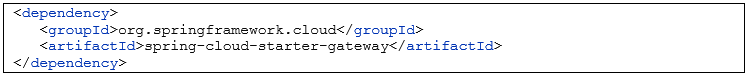 <dependency>
<groupId>org.springframework.cloud</groupId>
<artifactId>spring-cloud-starter-gateway</artifactId>
</dependency>